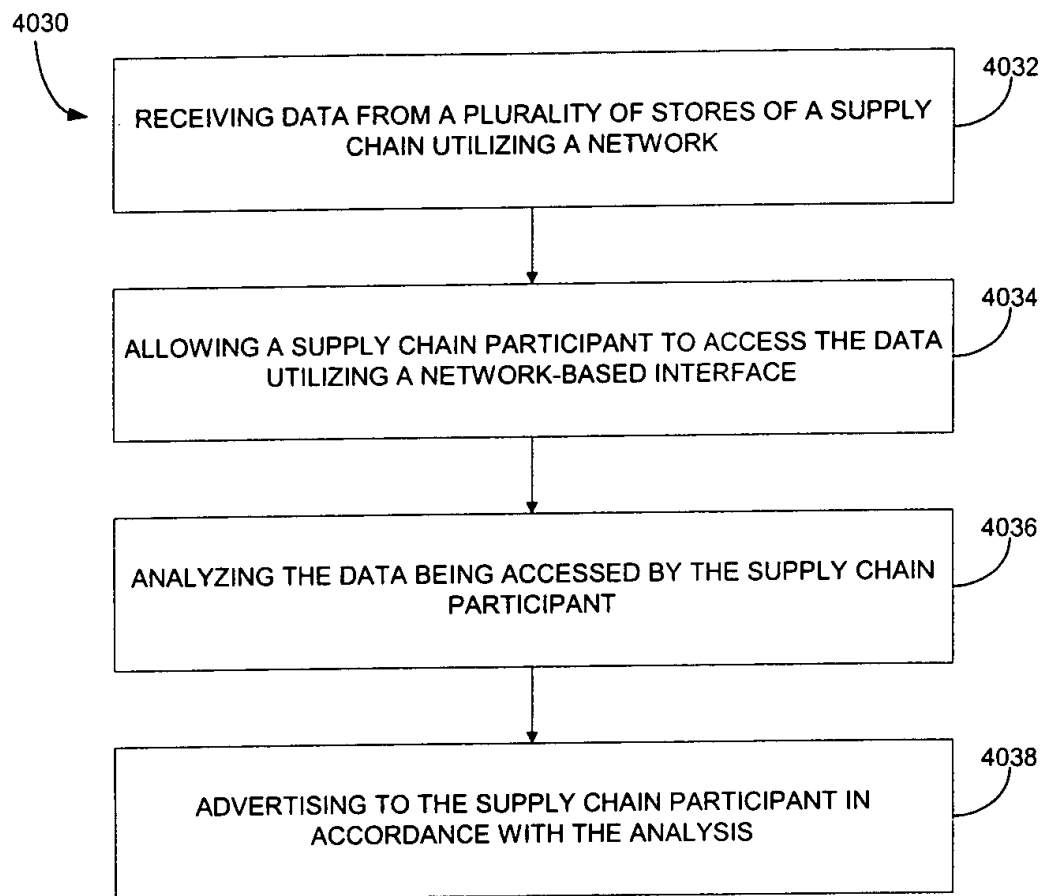 4030
4032
RECEIVING DATA FROM A PLURALITY OF STORES OF A SUPPLY
CHAIN UTILIZING A NETWORK
4034
ALLOWING A SUPPLY CHAIN PARTICIPANT TO ACCESS THE DATA
UTILIZING A NETWORK-BASED INTERFACE
4036
ANALYZING THE DATA BEING ACCESSED BY THE SUPPLY CHAIN
PARTICIPANT
4038
ADVERTISING TO THE SUPPLY CHAIN PARTICIPANT IN
ACCORDANCE WITH THE ANALYSIS